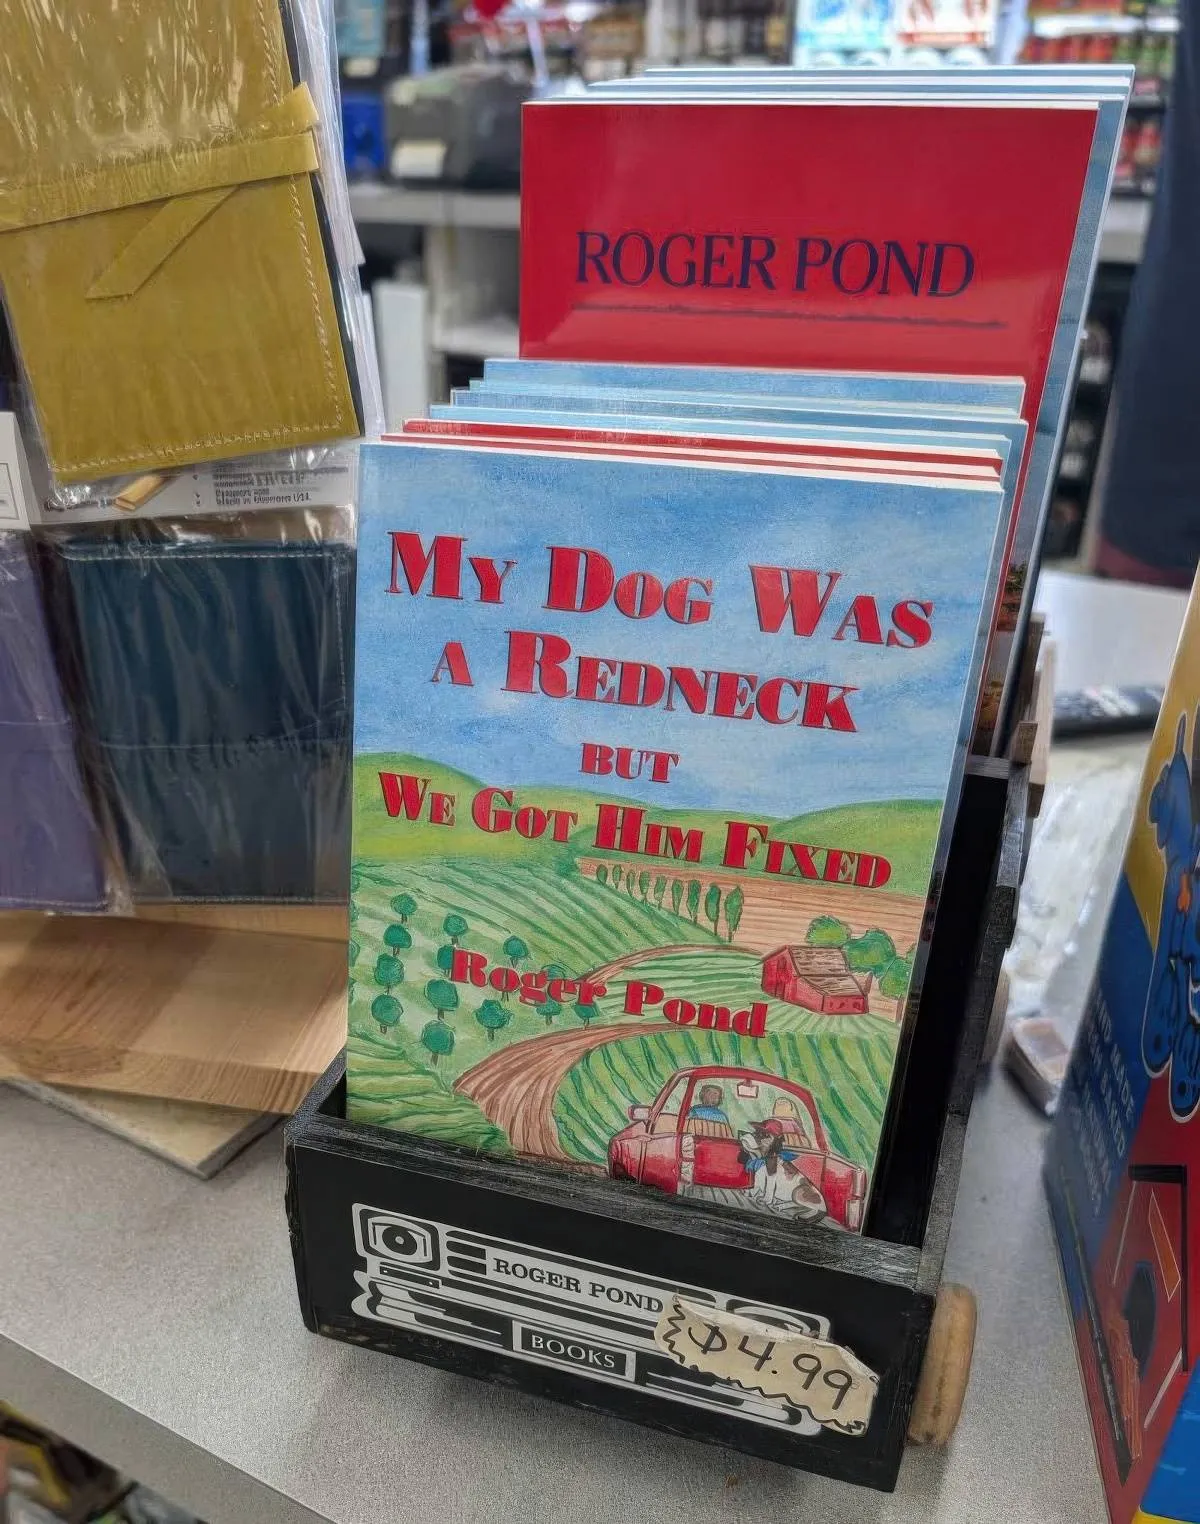 ROGER POND
MY DOG WAS
A REDNECK
BUT
WE GOT HIM FIXED
Roger Pond
ROGER POND
BOOKS
$4.99